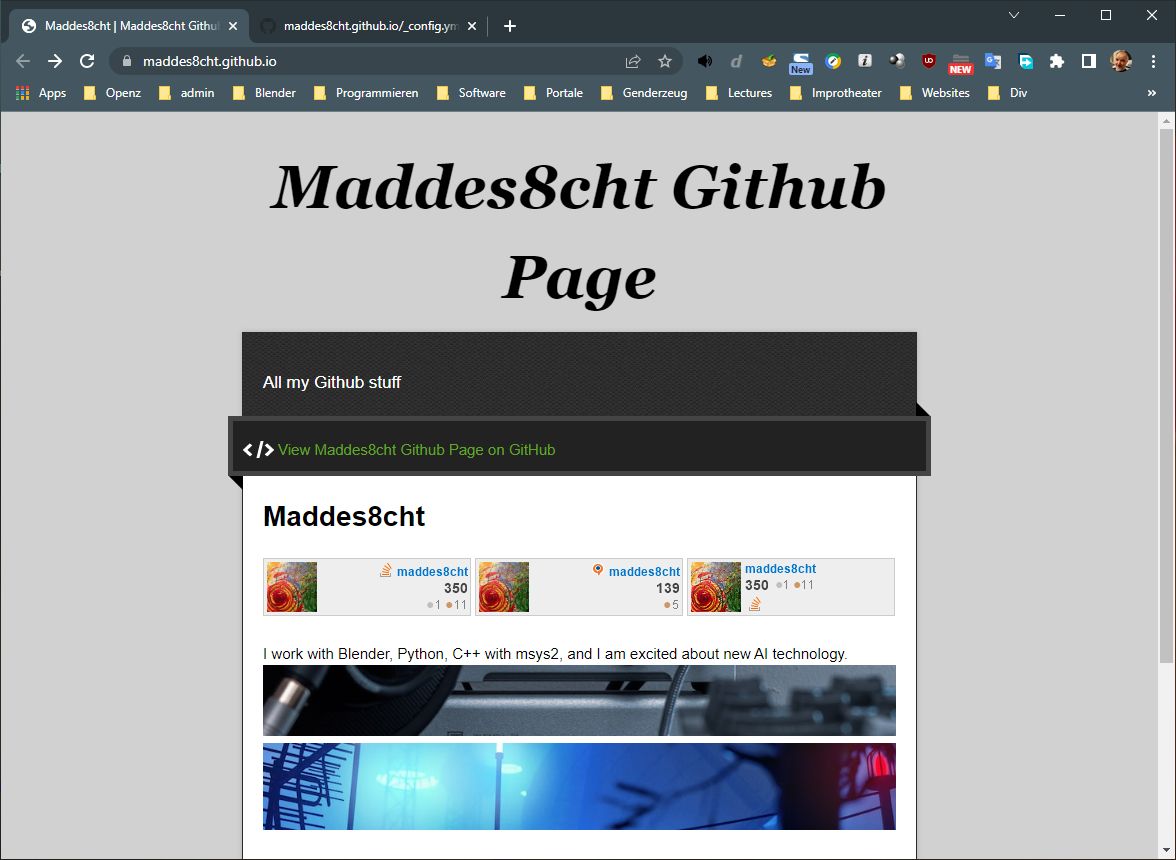 Maddes8cht | Maddes8cht Githu
maddes8cht.github.io/_config.ym
maddes8cht.github.io
New
NEW
Apps
Openz
admin
Blender
Programmieren
Software
Portale
Genderzeug
Lectures
Improtheater
Websites
Div
»
Maddes8cht Github
Page
All my Github stuff
</> View Maddes8cht Github Page on GitHub
Maddes8cht
maddes8cht
350
1 11
maddes8cht
139
5
maddes8cht
350 1 11
I work with Blender, Python, C++ with msys2, and I am excited about new AI technology.